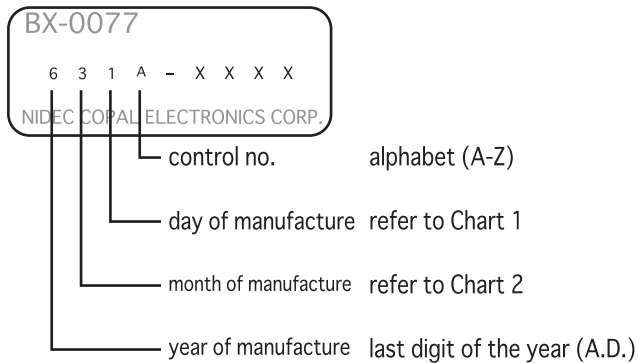 BX-0077
6 3 1 A – X X X X
NIDEC COPAL ELECTRONICS CORP.
control no. alphabet (A-Z)
day of manufacture refer to Chart 1
month of manufacture refer to Chart 2
year of manufacture last digit of the year (A.D.)